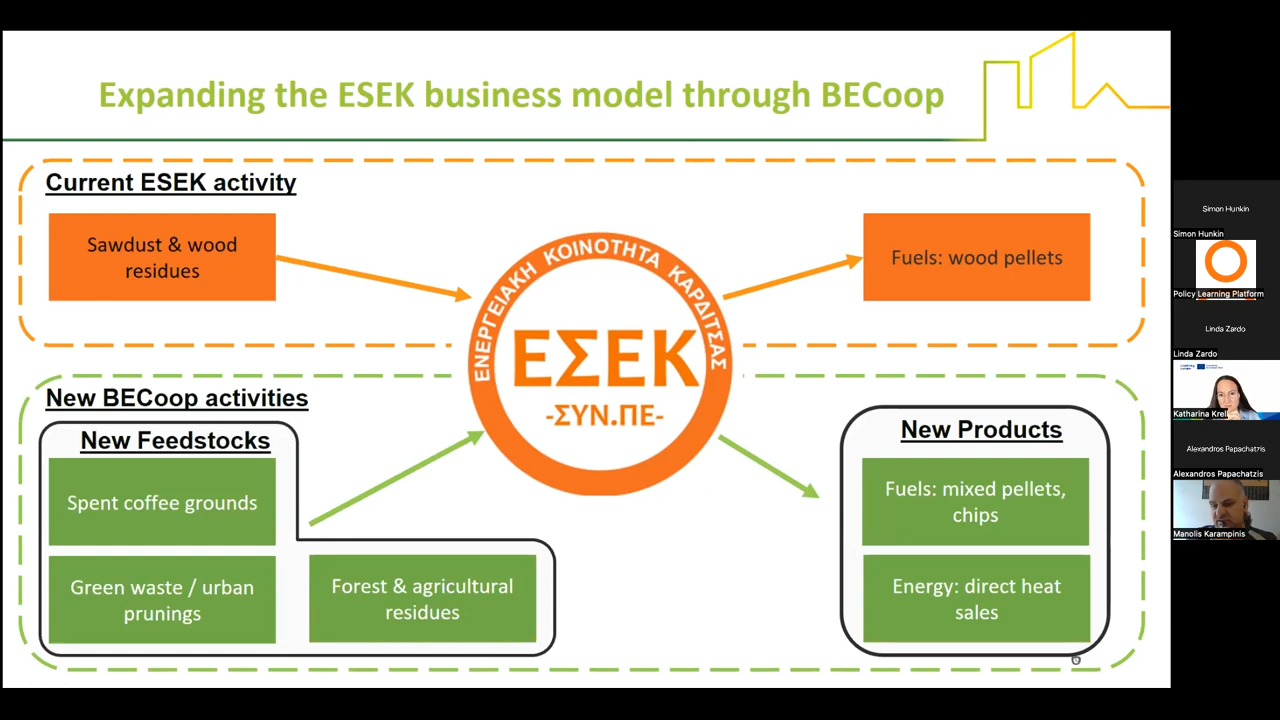 Expanding the ESEK business model through BECoop
Current ESEK activity
Sawdust & wood
residues
Fuels: wood pellets
ΕΝΕΡΓΕΙΑΚΗ ΚΟΙΝΟΤΗΤΑ ΚΑΡΔΙΤΣΑΣ
ΕΣΕΚ
-ΣΥΝ.ΠΕ-
New BECoop activities
New Feedstocks
Spent coffee grounds
Green waste / urban
prunings
Forest & agricultural
residues
New Products
Fuels: mixed pellets,
chips
Energy: direct heat
sales
Simon Hunkin
Simon Hunkin
Policy Learning Platform
Linda Zardo
Linda Zardo
Katharina Krell
Alexandros Papachatzis
Alexandros Papachatzis
Manolis Karampinis